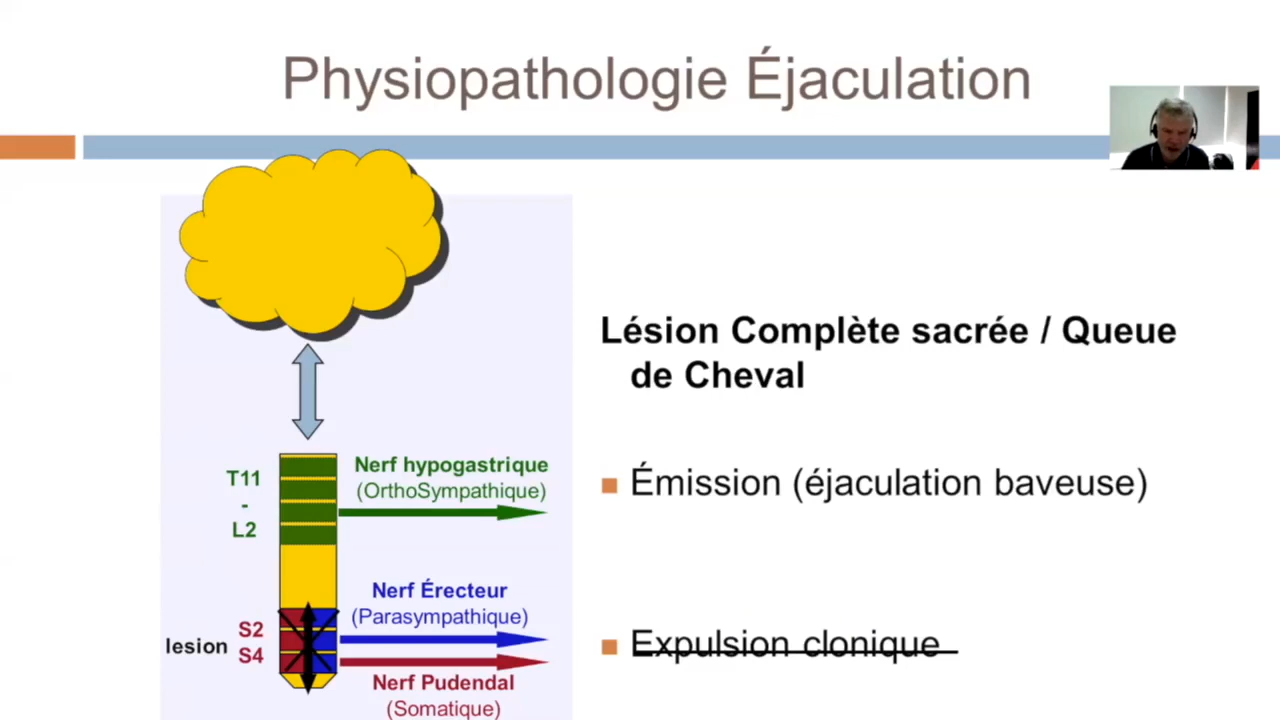 Physiopathologie Éjaculation
Lésion Complète sacrée / Queue
de Cheval
Émission (éjaculation baveuse)
Expulsion clonique
T11
-
L2
Nerf hypogastrique
(OrthoSympathique)
Nerf Érecteur
(Parasympathique)
lesion
S2
S4
Nerf Pudendal
(Somatique)